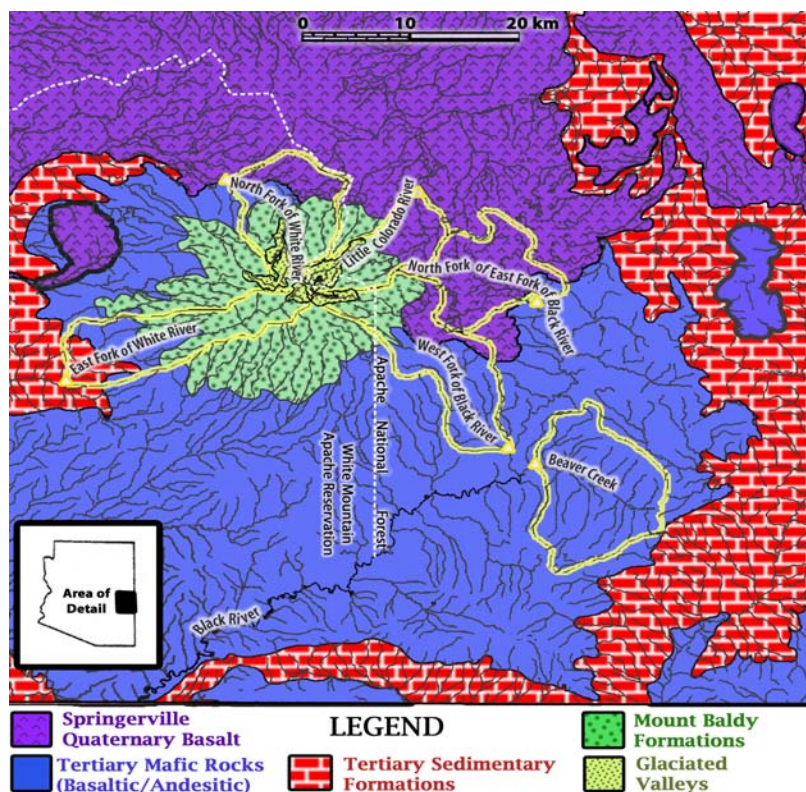 0 10 20 km
North Fork of White River
Little Colorado River
North Fork of East Fork of Black River
East Fork of White River
West Fork of Black River
Apache National Forest
White Mountain
Apache Reservation
Beaver Creek
Area of
Detail
Black River
LEGEND
Springerville
Quaternary Basalt
Mount Baldy
Formations
Tertiary Mafic Rocks
(Basaltic/Andesitic)
Tertiary Sedimentary
Formations
Glaciated
Valleys